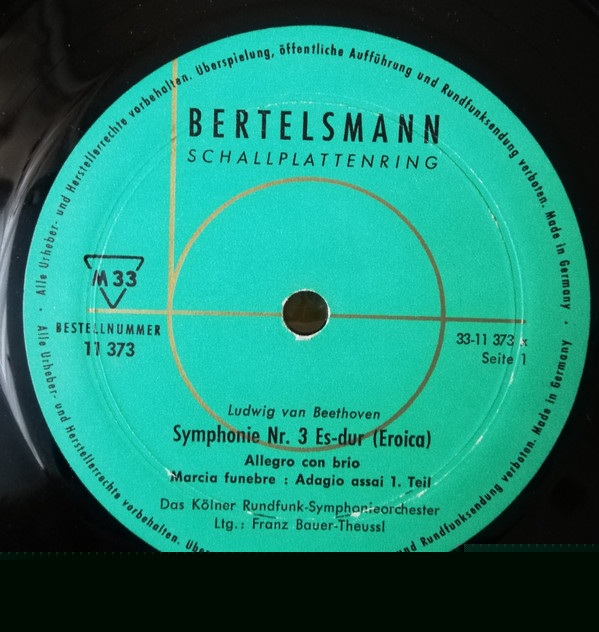 Alle Urheber- und Herstellerrechte vorbehalten. Überspielung, öffentliche Aufführung und Rundfunksendung verboten. Made in Germany ·
BERTELSMANN
SCHALLPLATTENRING
M 33
BESTELLNUMMER
11 373
33-11 373 x
Seite 1
Ludwig van Beethoven
Symphonie Nr. 3 Es-dur (Eroica)
Allegro con brio
Marcia funebre : Adagio assai 1. Teil
Das Kölner Rundfunk-Symphonieorchester
Ltg.: Franz Bauer-Theussl
Alle Urheber- und Herstellerrechte vorbehalten.
und Rundfunksendung verboten. Made in Germany ·